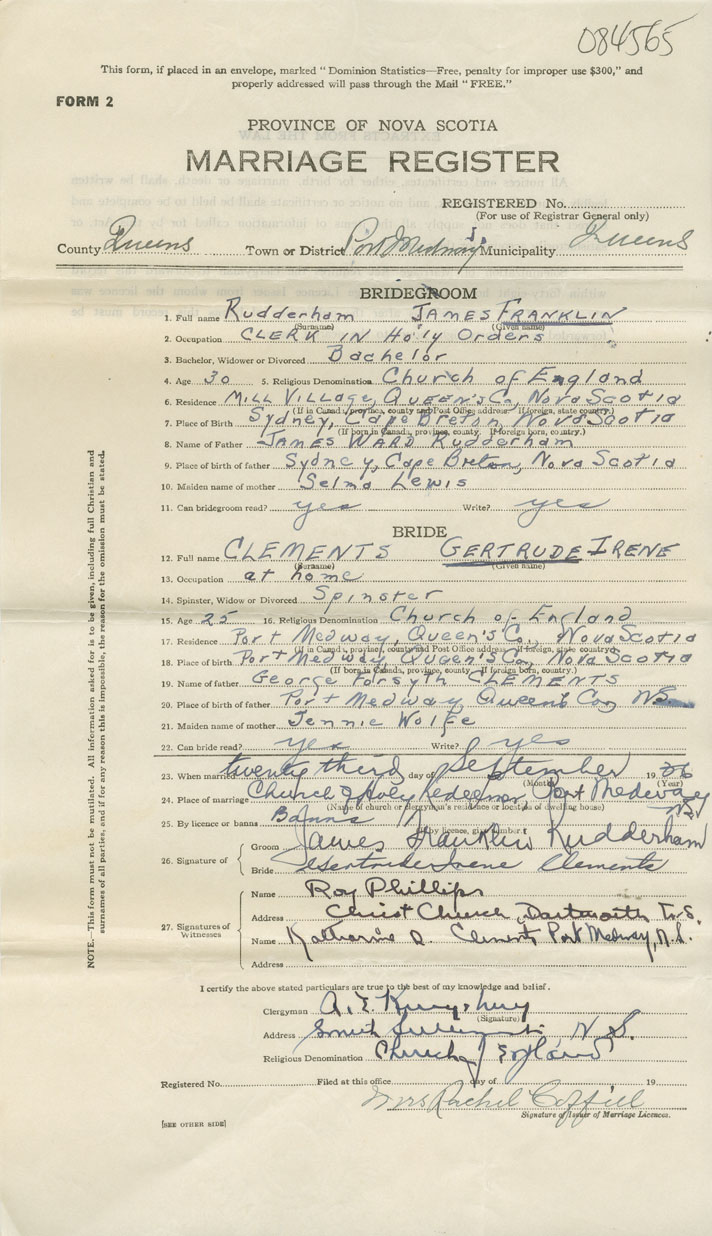 084565
This form, if placed in an envelope, marked "Dominion Statistics—Free, penalty for improper use $300," and
properly addressed will pass through the Mail "FREE."
FORM 2
PROVINCE OF NOVA SCOTIA
MARRIAGE REGISTER
REGISTERED No.
(For use of Registrar General only)
County Queens Town or District Port Medway Municipality Queens
BRIDEGROOM
1. Full name Rudderham JAMES FRANKLIN
(Surname) (Given name)
2. Occupation CLERK IN Holy Orders
3. Bachelor, Widower or Divorced Bachelor
4. Age 30 5. Religious Denomination Church of England
6. Residence MILL VILLAGE, QUEEN'S Co, Nova Scotia
(If in Canada, province, county and Post Office address If foreign, state country.)
7. Place of Birth Sydney, Cape Breton, Nova Scotia
(If born in Canada, province, county. If foreign born, country.)
8. Name of Father JAMES WARD Rudderham
9. Place of birth of father Sydney, Cape Breton, Nova Scotia
10. Maiden name of mother Selma Lewis
11. Can bridegroom read? yes Write? yes
BRIDE
12. Full name CLEMENTS GERTRUDE IRENE
(Surname) (Given name)
13. Occupation at home
14. Spinster, Widow or Divorced Spinster
15. Age 25 16. Religious Denomination Church of England
17. Residence Port Medway, Queen's Co., Nova Scotia
(If in Canada, province, county and Post Office address If foreign, state country)
18. Place of birth Port Medway, Queen's Co, Nova Scotia
(If born in Canada, province, county. If foreign born, country.)
19. Name of father George Forsyth CLEMENTS
20. Place of birth of father Port Medway Queens Co NS
21. Maiden name of mother Jennie Wolfe
22. Can bride read? yes Write? yes
23. When married twenty third day of September 1936
(Month) (Year)
24. Place of marriage Church of Holy Redeemer, Port Medway
(Name of church or clergyman's residence or location of dwelling house) NS
25. By licence or banns Banns
(If by licence, give number.)
Groom James Franklin Rudderham
26. Signature of
Bride Gertrude Irene Clements
Name Roy Phillips
Address Christ Church, Dartmouth N.S.
27. Signatures of Witnesses
Name Katharine D. Clements Port Medway, N.S.
Address
I certify the above stated particulars are true to the best of my knowledge and belief.
Clergyman A. E.
(Signature)
Address N.S.
Religious Denomination Church of England
Registered No. Filed at this office day of 19
Mrs Rachel Coffill
Signature of Issuer of Marriage Licences.
[SEE OTHER SIDE]
NOTE.—This form must not be mutilated. All information asked for is to be given, including full Christian and
surnames of all parties, and if for any reason this is impossible, the reason for the omission must be stated.